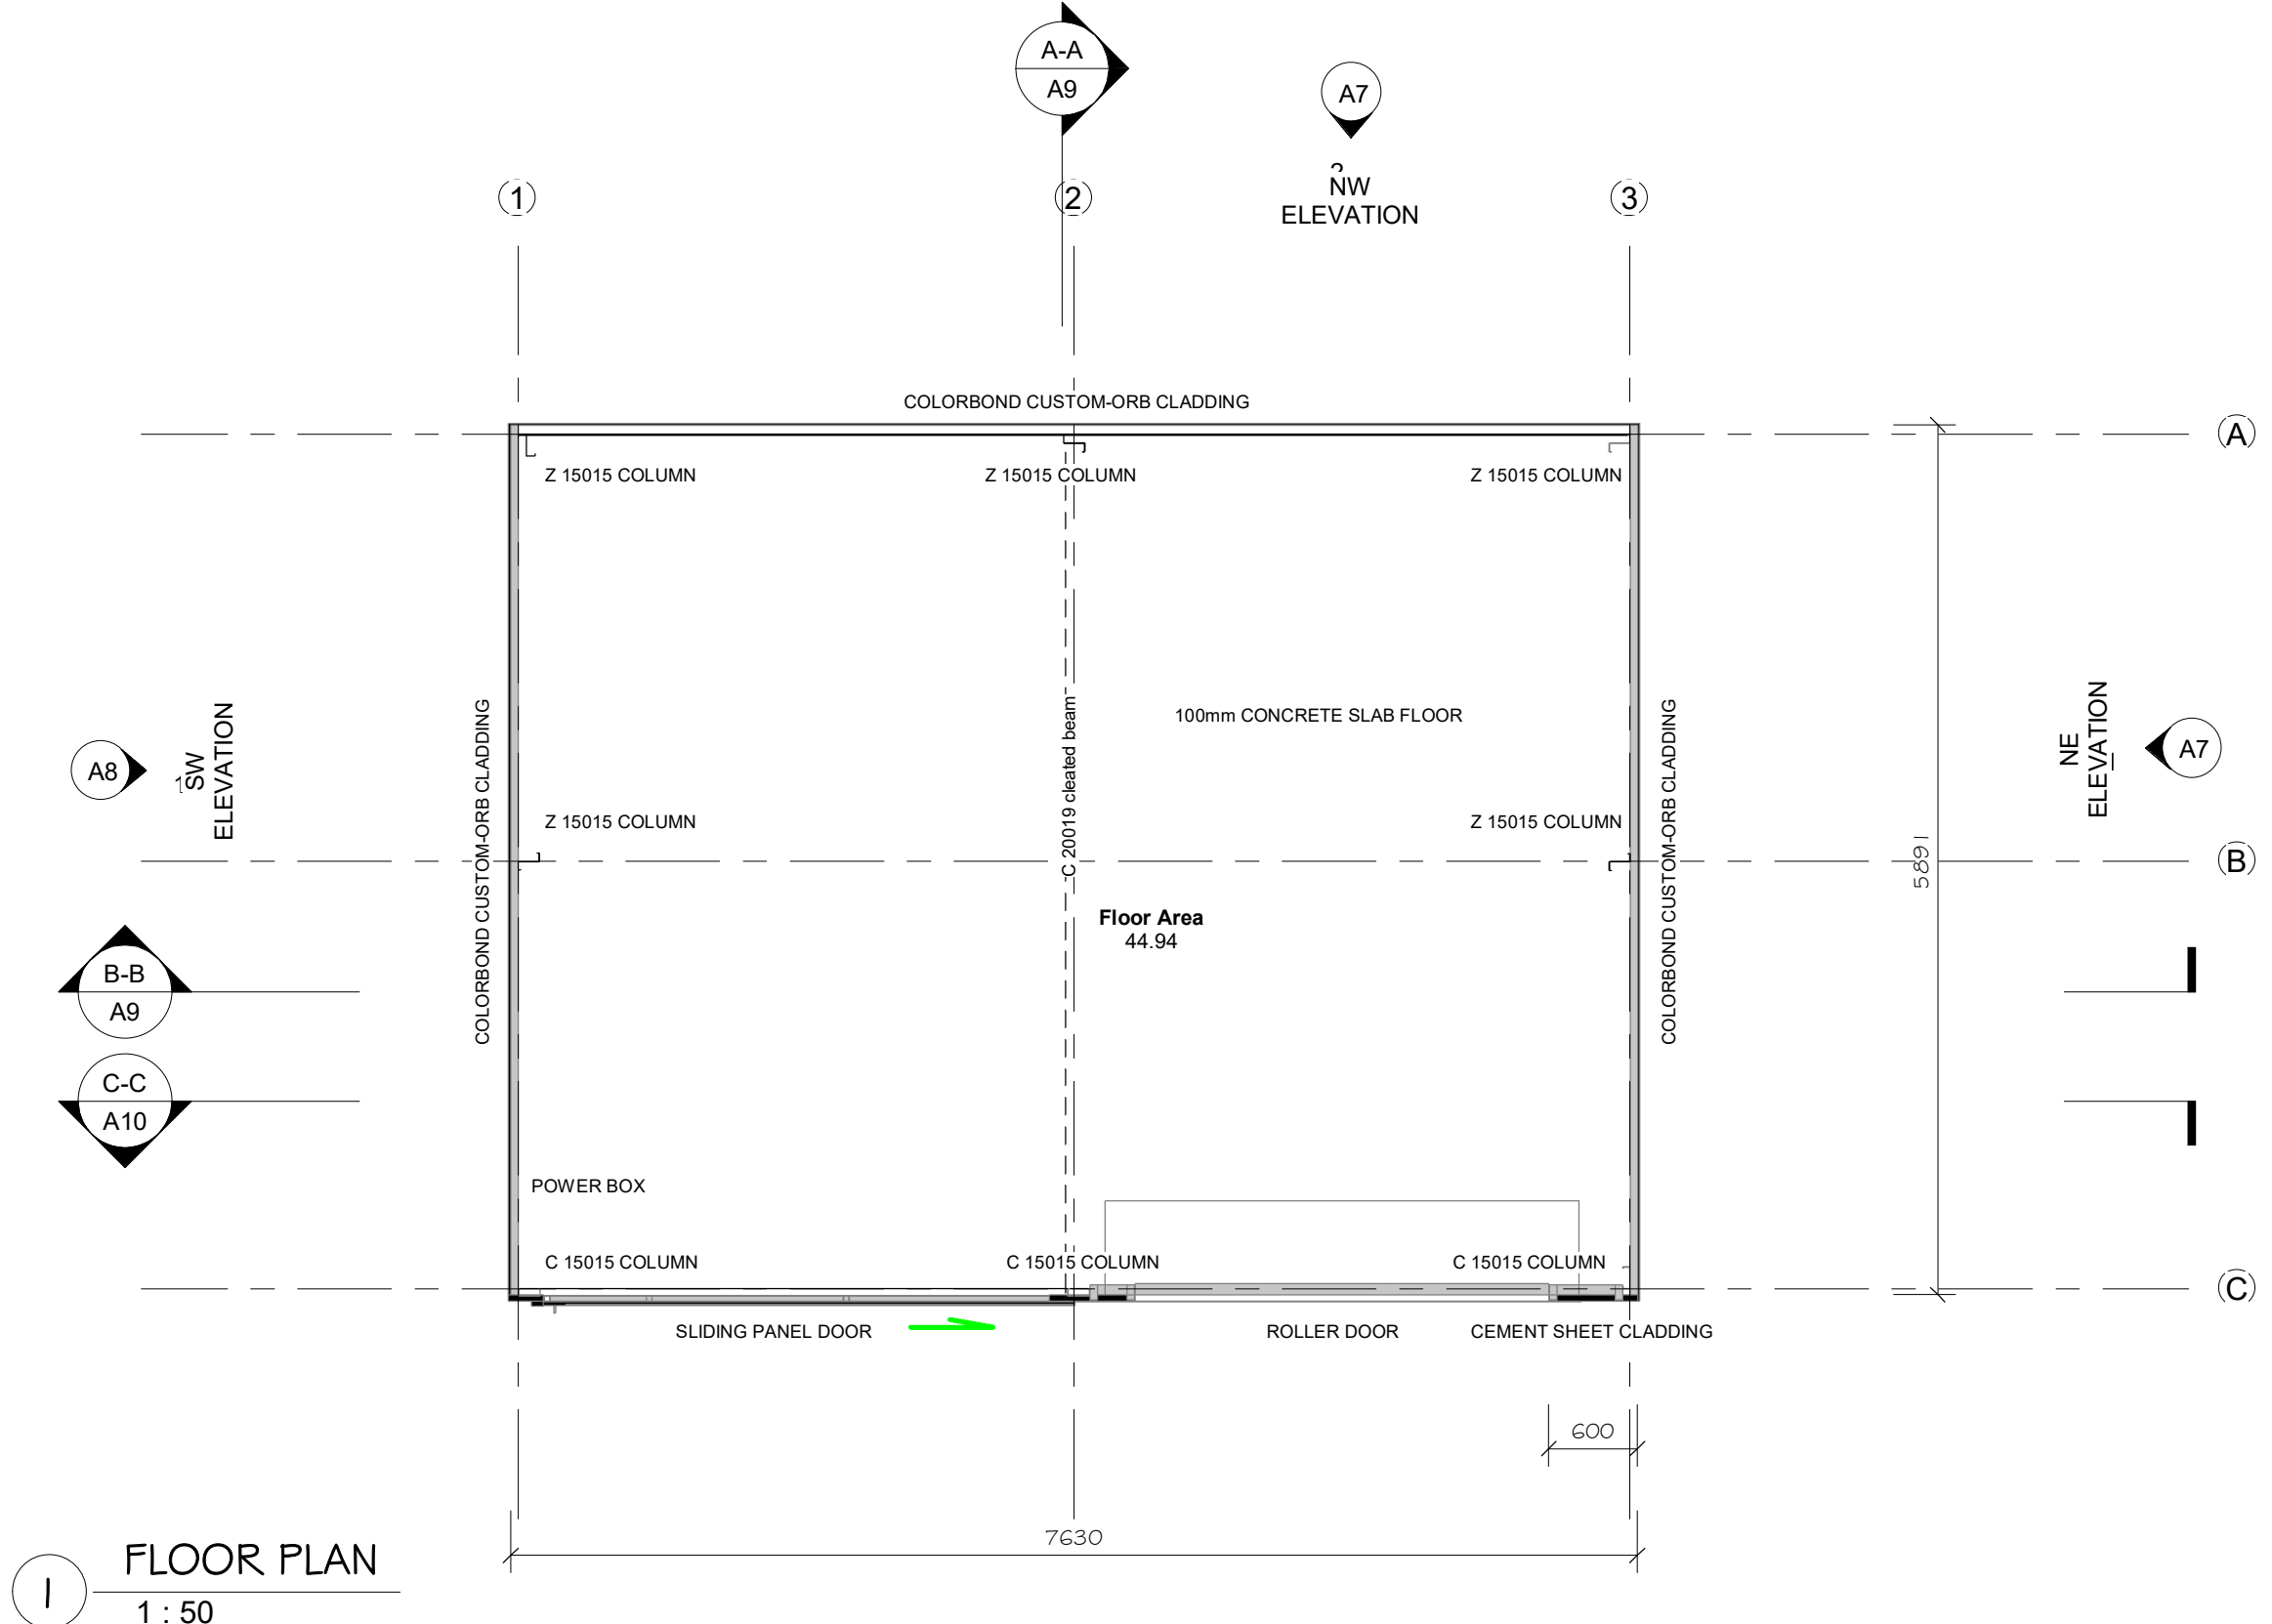 A-A
A9
A7
2
NW
ELEVATION
1
2
3
COLORBOND CUSTOM-ORB CLADDING
A
Z 15015 COLUMN
Z 15015 COLUMN
Z 15015 COLUMN
COLORBOND CUSTOM-ORB CLADDING
C 20019 cleated beam
100mm CONCRETE SLAB FLOOR
COLORBOND CUSTOM-ORB CLADDING
A8
1
SW
ELEVATION
NE
ELEVATION
1
A7
Z 15015 COLUMN
Z 15015 COLUMN
5891
B
Floor Area
44.94
B-B
A9
C-C
A10
POWER BOX
C 15015 COLUMN
C 15015 COLUMN
C 15015 COLUMN
C
SLIDING PANEL DOOR
ROLLER DOOR
CEMENT SHEET CLADDING
600
7630
1
FLOOR PLAN
1 : 50